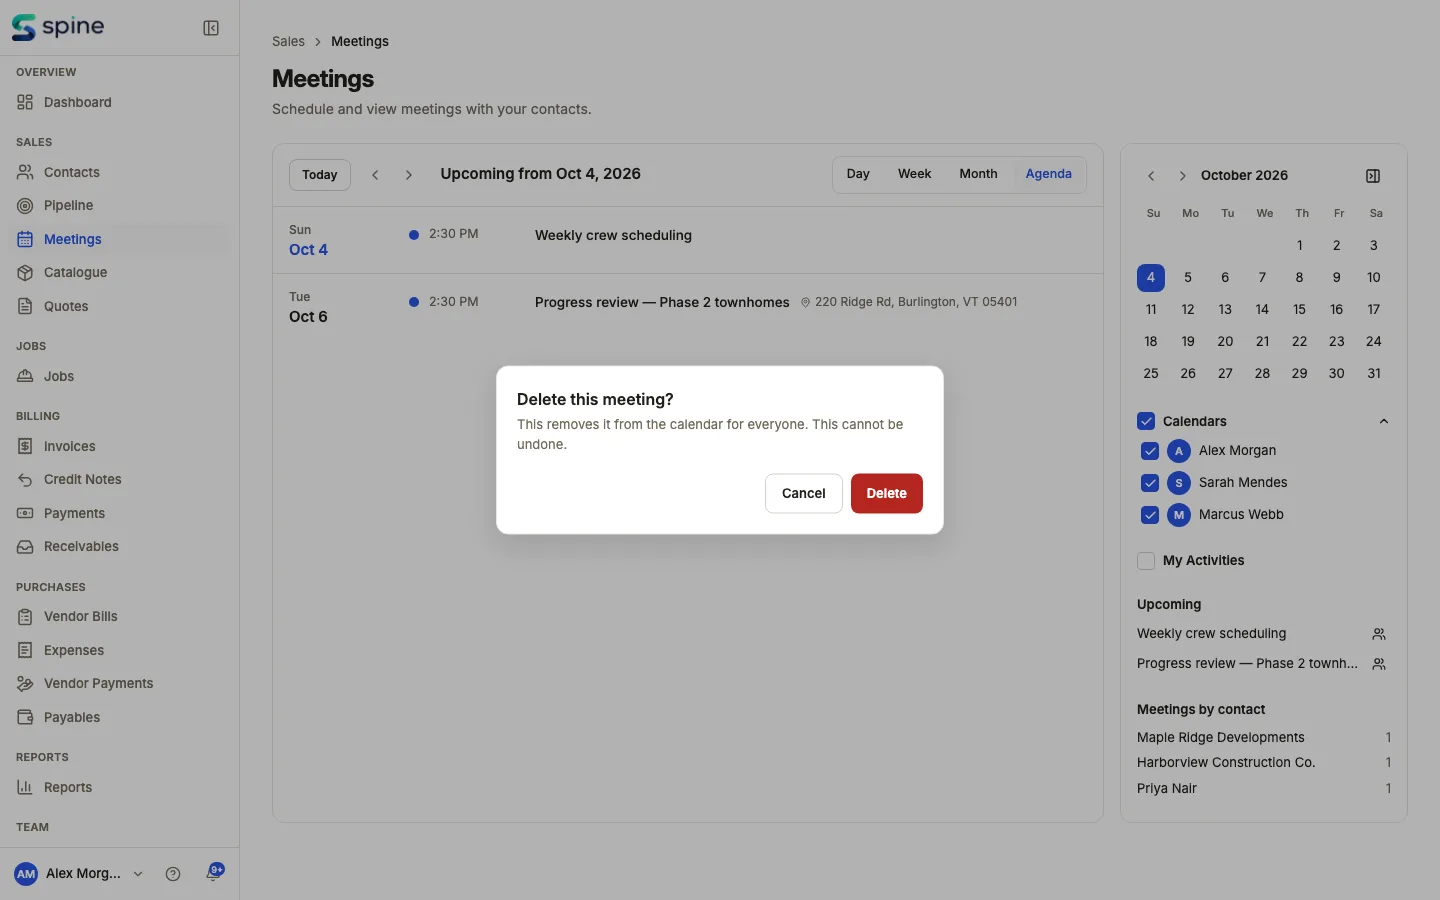 spine
OVERVIEW
Dashboard
SALES
Contacts
Pipeline
Meetings
Catalogue
Quotes
JOBS
Jobs
BILLING
Invoices
Credit Notes
Payments
Receivables
PURCHASES
Vendor Bills
Expenses
Vendor Payments
Payables
REPORTS
Reports
TEAM
AM Alex Morg... 9+
Sales > Meetings
Meetings
Schedule and view meetings with your contacts.
Today Upcoming from Oct 4, 2026 Day Week Month Agenda
Sun
Oct 4
2:30 PM Weekly crew scheduling
Tue
Oct 6
2:30 PM Progress review — Phase 2 townhomes 220 Ridge Rd, Burlington, VT 05401
Delete this meeting?
This removes it from the calendar for everyone. This cannot be
undone.
Cancel Delete
October 2026
Su Mo Tu We Th Fr Sa
1 2 3
4 5 6 7 8 9 10
11 12 13 14 15 16 17
18 19 20 21 22 23 24
25 26 27 28 29 30 31
Calendars
A Alex Morgan
S Sarah Mendes
M Marcus Webb
My Activities
Upcoming
Weekly crew scheduling
Progress review — Phase 2 townh...
Meetings by contact
Maple Ridge Developments 1
Harborview Construction Co. 1
Priya Nair 1